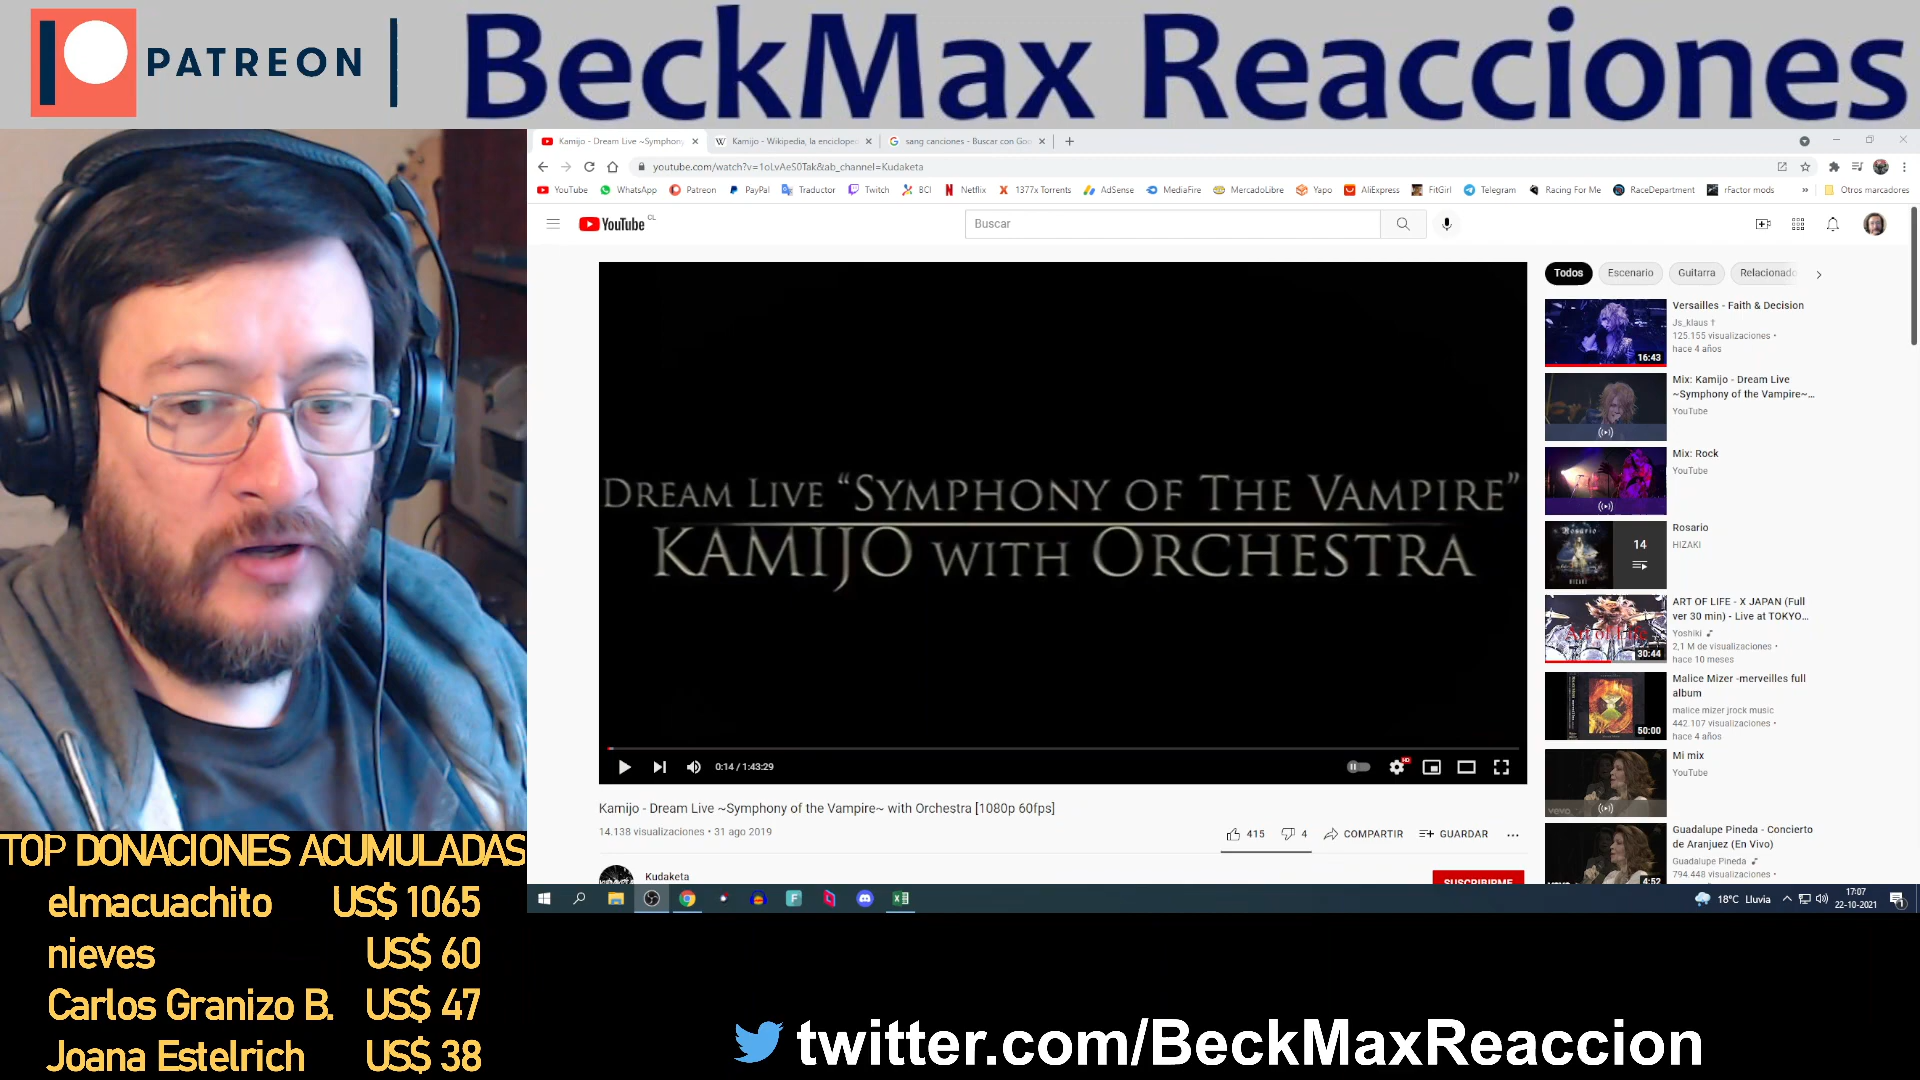 PATREON | BeckMax Reacciones
Kamijo - Dream Live ~Symphony
Kamijo - Wikipedia, la enciclope
sang canciones - Buscar con Goo
youtube.com/watch?v=1oLvAeS0Tak&ab_channel=Kudaketa
YouTube WhatsApp Patreon PayPal Traductor Twitch BCI Netflix 1377x Torrents AdSense MediaFire MercadoLibre Yapo AliExpress FitGirl Telegram Racing For Me RaceDepartment rFactor mods » Otros marcadores
YouTube CL
Buscar
DREAM LIVE “SYMPHONY OF THE VAMPIRE”
KAMIJO WITH ORCHESTRA
0:14 / 1:43:29
HD
Kamijo - Dream Live ~Symphony of the Vampire~ with Orchestra [1080p 60fps]
14.138 visualizaciones • 31 ago 2019
415 4 COMPARTIR GUARDAR ...
Kudaketa
SUSCRIBIRME
Todos Escenario Guitarra Relacionado
Versailles - Faith & Decision
Js_klaus †
125.155 visualizaciones •
hace 4 años
16:43
Mix: Kamijo - Dream Live
~Symphony of the Vampire~...
YouTube
Mix: Rock
YouTube
Rosario
HIZAKI
14
ART OF LIFE - X JAPAN (Full
ver 30 min) - Live at TOKYO...
Yoshiki
2,1 M de visualizaciones •
hace 10 meses
Art of Life
30:44
Malice Mizer -merveilles full
album
malice mizer jrock music
442.107 visualizaciones •
hace 4 años
50:00
Mi mix
YouTube
vevo
Guadalupe Pineda - Concierto
de Aranjuez (En Vivo)
Guadalupe Pineda
794.448 visualizaciones •
4:52
18°C Lluvia
17:07
22-10-2021
1
TOP DONACIONES ACUMULADAS
elmacuachito US$ 1065
nieves US$ 60
Carlos Granizo B. US$ 47
Joana Estelrich US$ 38
twitter.com/BeckMaxReaccion